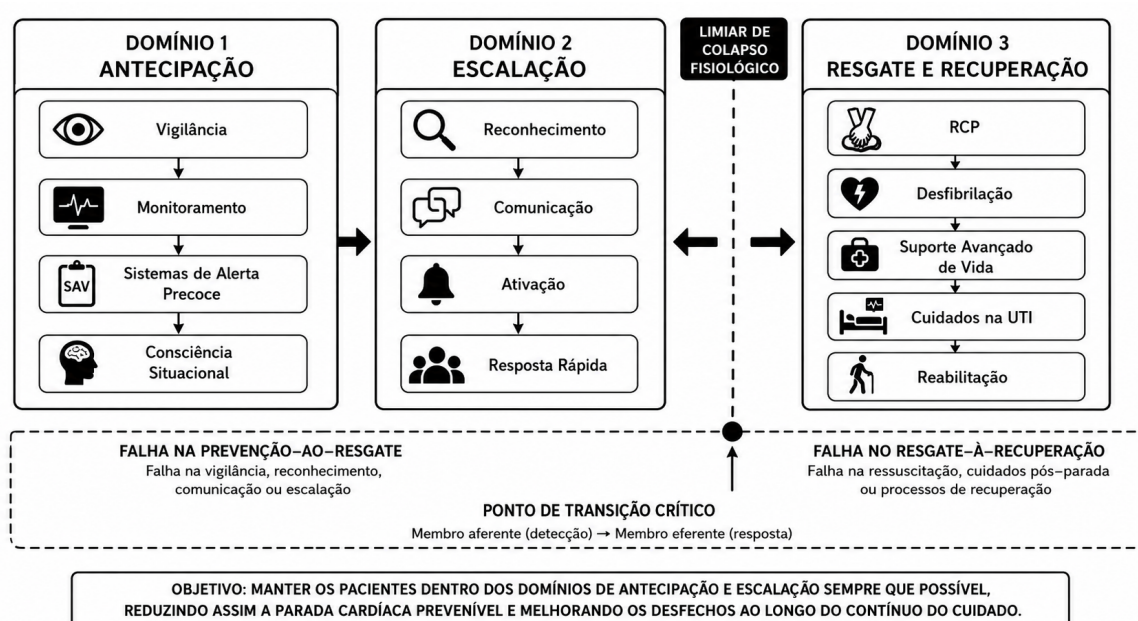 DOMÍNIO 1
ANTECIPAÇÃO
Vigilância
Monitoramento
SAV
Sistemas de Alerta
Precoce
Consciência
Situacional
DOMÍNIO 2
ESCALAÇÃO
Reconhecimento
Comunicação
Ativação
Resposta Rápida
LIMIAR DE
COLAPSO
FISIOLÓGICO
DOMÍNIO 3
RESGATE E RECUPERAÇÃO
RCP
Desfibrilação
Suporte Avançado
de Vida
Cuidados na UTI
Reabilitação
FALHA NA PREVENÇÃO–AO–RESGATE
Falha na vigilância, reconhecimento,
comunicação ou escalação
PONTO DE TRANSIÇÃO CRÍTICO
Membro aferente (detecção) → Membro eferente (resposta)
FALHA NO RESGATE–À–RECUPERAÇÃO
Falha na ressuscitação, cuidados pós–parada
ou processos de recuperação
OBJETIVO: MANTER OS PACIENTES DENTRO DOS DOMÍNIOS DE ANTECIPAÇÃO E ESCALAÇÃO SEMPRE QUE POSSÍVEL,
REDUZINDO ASSIM A PARADA CARDÍACA PREVENÍVEL E MELHORANDO OS DESFECHOS AO LONGO DO CONTÍNUO DO CUIDADO.